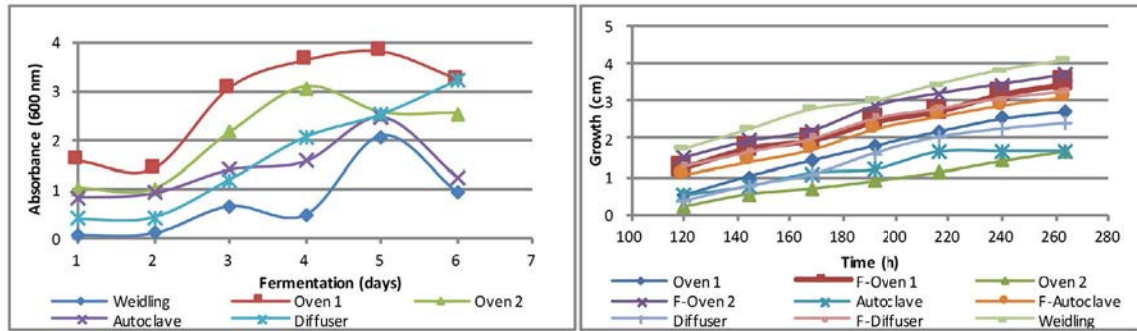 Absorbance (600 nm)
4
3
2
1
0
1 2 3 4 5 6 7
Fermentation (days)
Weidling Oven 1 Oven 2
Autoclave Diffuser
Growth (cm)
5
4
3
2
1
0
100 120 140 160 180 200 220 240 260 280
Time (h)
Oven 1 F-Oven 1 Oven 2
F-Oven 2 Autoclave F-Autoclave
Diffuser F-Diffuser Weidling